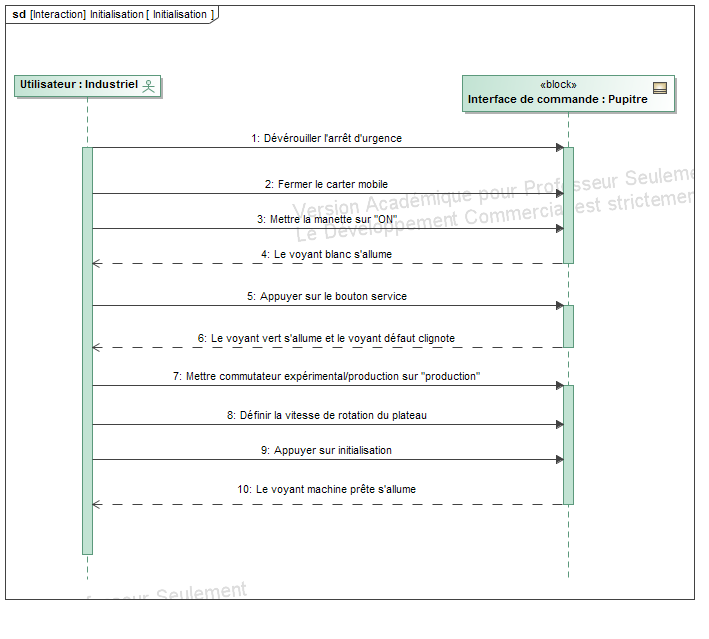 sd [Interaction] Initialisation [ Initialisation ]
Utilisateur : Industriel
«block»
Interface de commande : Pupitre
1: Dévérouiller l'arrêt d'urgence
2: Fermer le carter mobile
Version Académique pour Professeur Seuleme
3: Mettre la manette sur "ON"
Le Développement Commercial est strictemen
4: Le voyant blanc s'allume
5: Appuyer sur le bouton service
6: Le voyant vert s'allume et le voyant défaut clignote
7: Mettre commutateur expérimental/production sur "production"
8: Définir la vitesse de rotation du plateau
9: Appuyer sur initialisation
10: Le voyant machine prête s'allume
fesseur Seulement